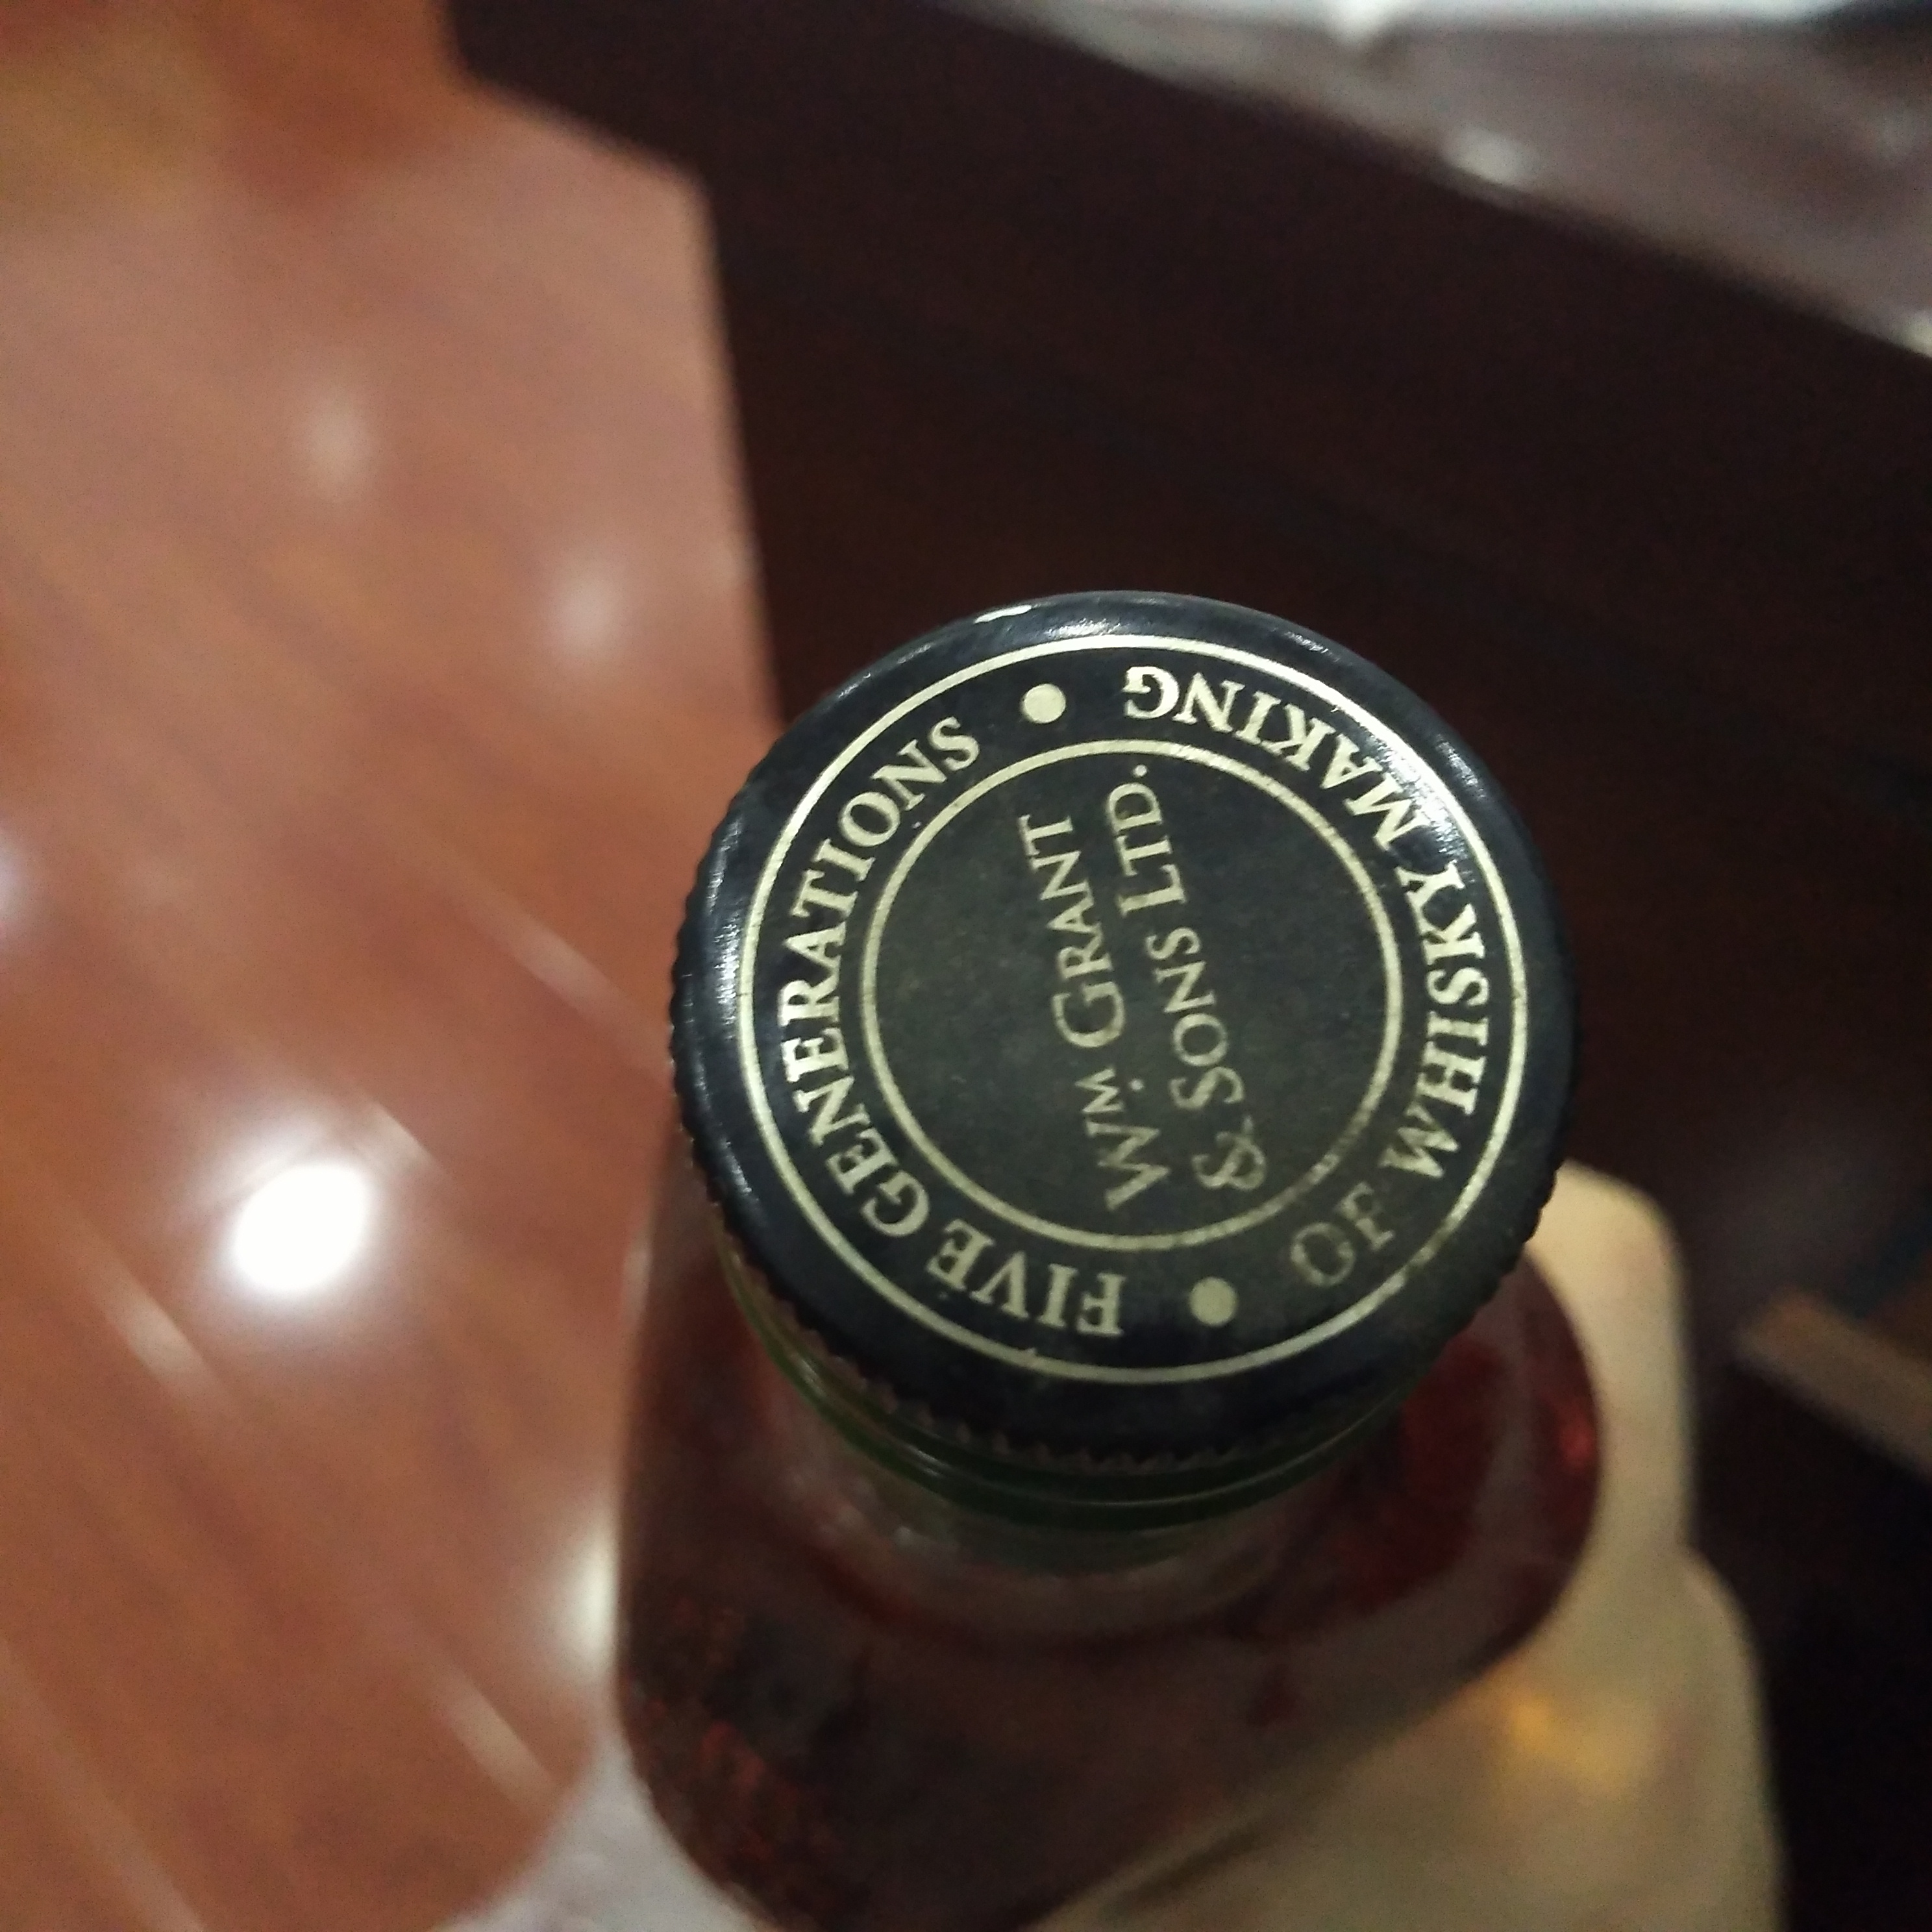 FIVE GENERATIONS
OF WHISKY MAKING
Wm GRANT
& SONS LTD.